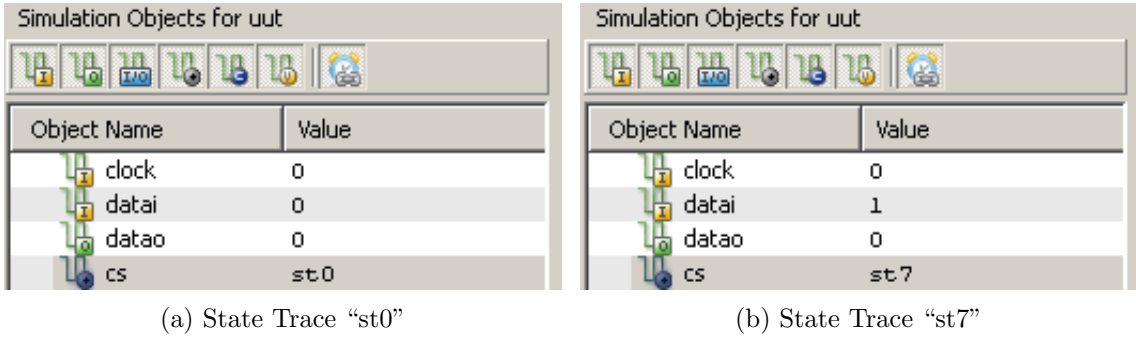 Simulation Objects for uut
I O I/O C V
Object Name Value
clock 0
datai 0
datao 0
cs st0
(a) State Trace “st0”
Simulation Objects for uut
I O I/O C V
Object Name Value
clock 0
datai 1
datao 0
cs st7
(b) State Trace “st7”